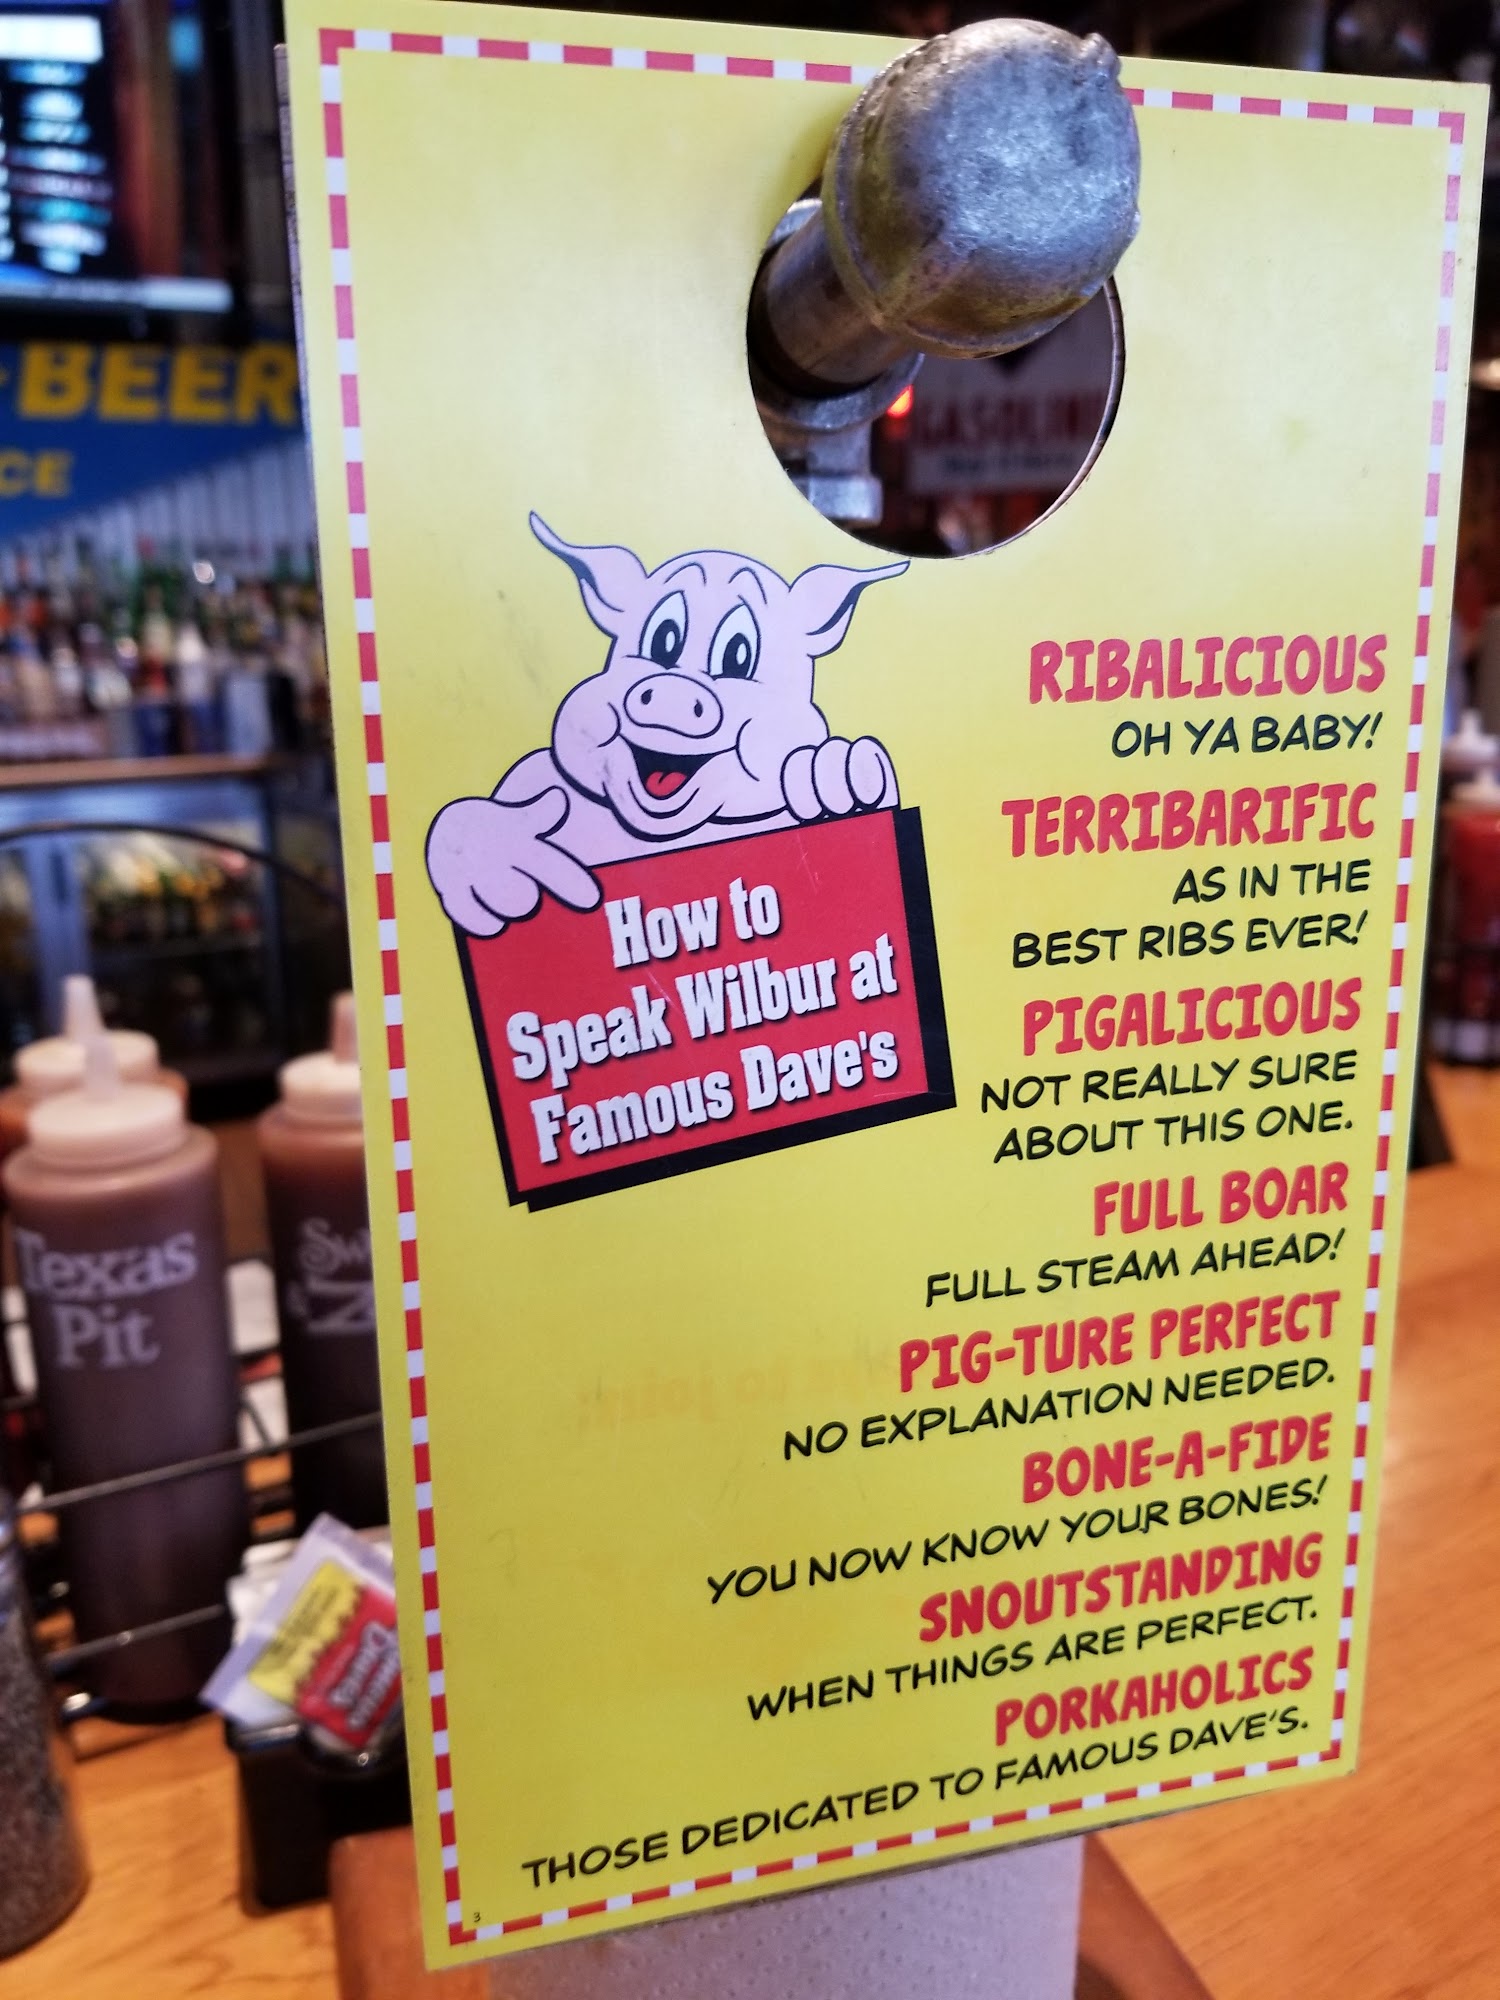 BEER
CE
GASOLINE
How to
Speak Wilbur at
Famous Dave's
RIBALICIOUS
OH YA BABY!
TERRIBARIFIC
AS IN THE
BEST RIBS EVER!
PIGALICIOUS
NOT REALLY SURE
ABOUT THIS ONE.
FULL BOAR
FULL STEAM AHEAD!
PIG-TURE PERFECT
NO EXPLANATION NEEDED.
BONE-A-FIDE
YOU NOW KNOW YOUR BONES!
SNOUTSTANDING
WHEN THINGS ARE PERFECT.
PORKAHOLICS
THOSE DEDICATED TO FAMOUS DAVE'S.
3
Texas
Pit